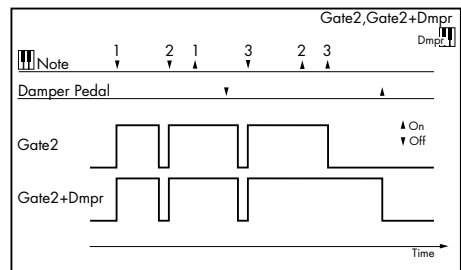 Gate2,Gate2+Dmpr
Dmpr
1 2 1 3 2 3
Note
Damper Pedal
On
Off
Gate2
Gate2+Dmpr
Time